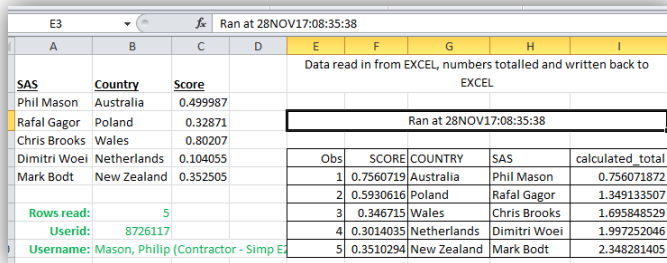 E3 fx Ran at 28NOV17:08:35:38
A B C D E F G H I
Data read in from EXCEL, numbers totalled and written back to
EXCEL
SAS Country Score
Phil Mason Australia 0.499987
Rafal Gagor Poland 0.32871 Ran at 28NOV17:08:35:38
Chris Brooks Wales 0.80207
Dimitri Woei Netherlands 0.104055 Obs SCORE COUNTRY SAS calculated_total
Mark Bodt New Zealand 0.352505 1 0.7560719 Australia Phil Mason 0.756071872
2 0.5930616 Poland Rafal Gagor 1.349133507
Rows read: 5 3 0.346715 Wales Chris Brooks 1.695848529
Userid: 8726117 4 0.3014035 Netherlands Dimitri Woei 1.997252046
Username: Mason, Philip (Contractor - Simp E2 5 0.3510294 New Zealand Mark Bodt 2.348281405